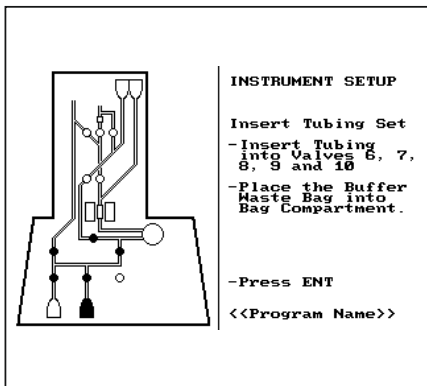 INSTRUMENT SETUP
Insert Tubing Set
-Insert Tubing
into Valves 6, 7,
8, 9 and 10
-Place the Buffer
Waste Bag into
Bag Compartment.
-Press ENT
<<Program Name>>